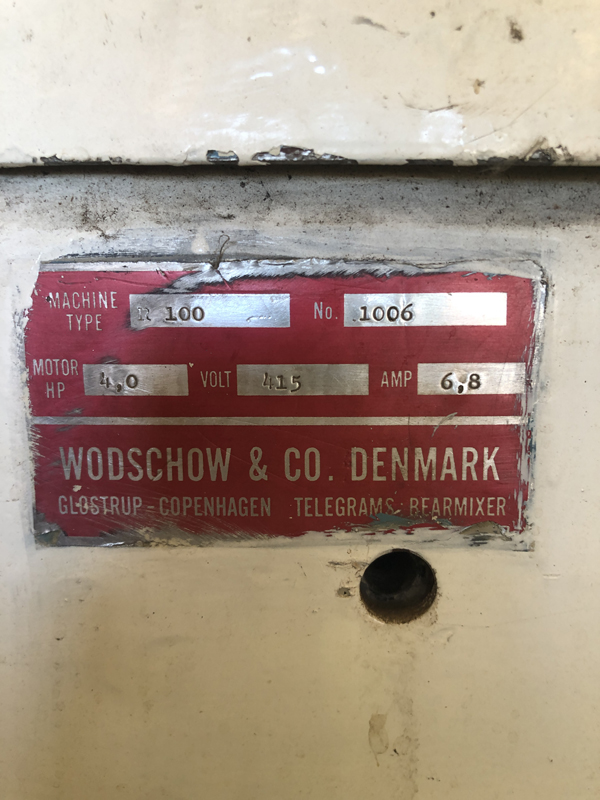 MACHINE TYPE 100 No. 1006
MOTOR HP 4,0 VOLT 415 AMP 6,8
WODSCHOW & CO. DENMARK
GLOSTRUP - COPENHAGEN TELEGRAMS - BEARMIXER